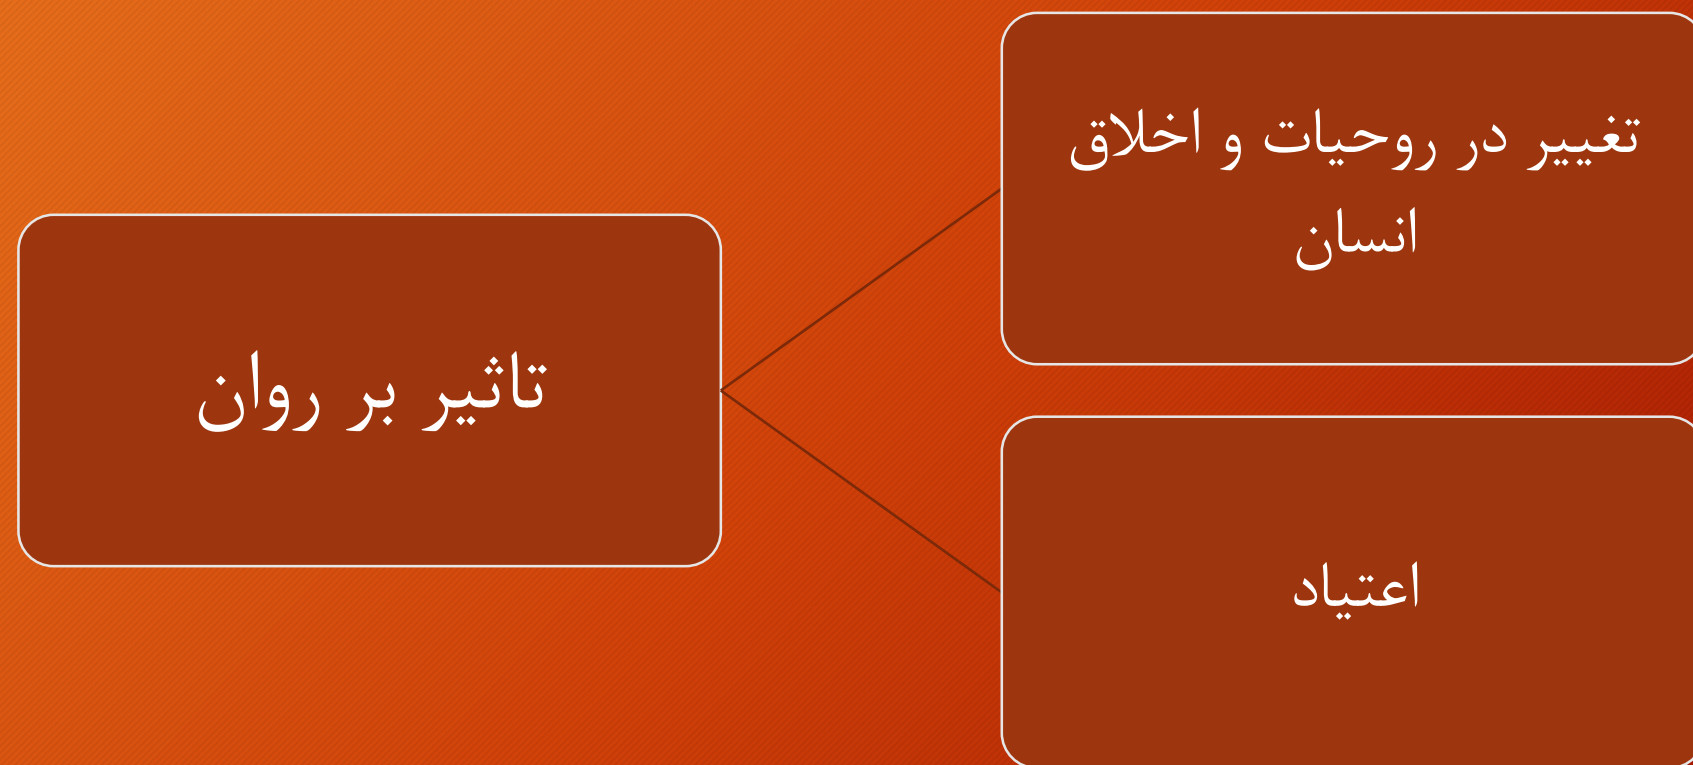 تاثیر بر روان
تغییر در روحیات و اخلاق
انسان
اعتیاد